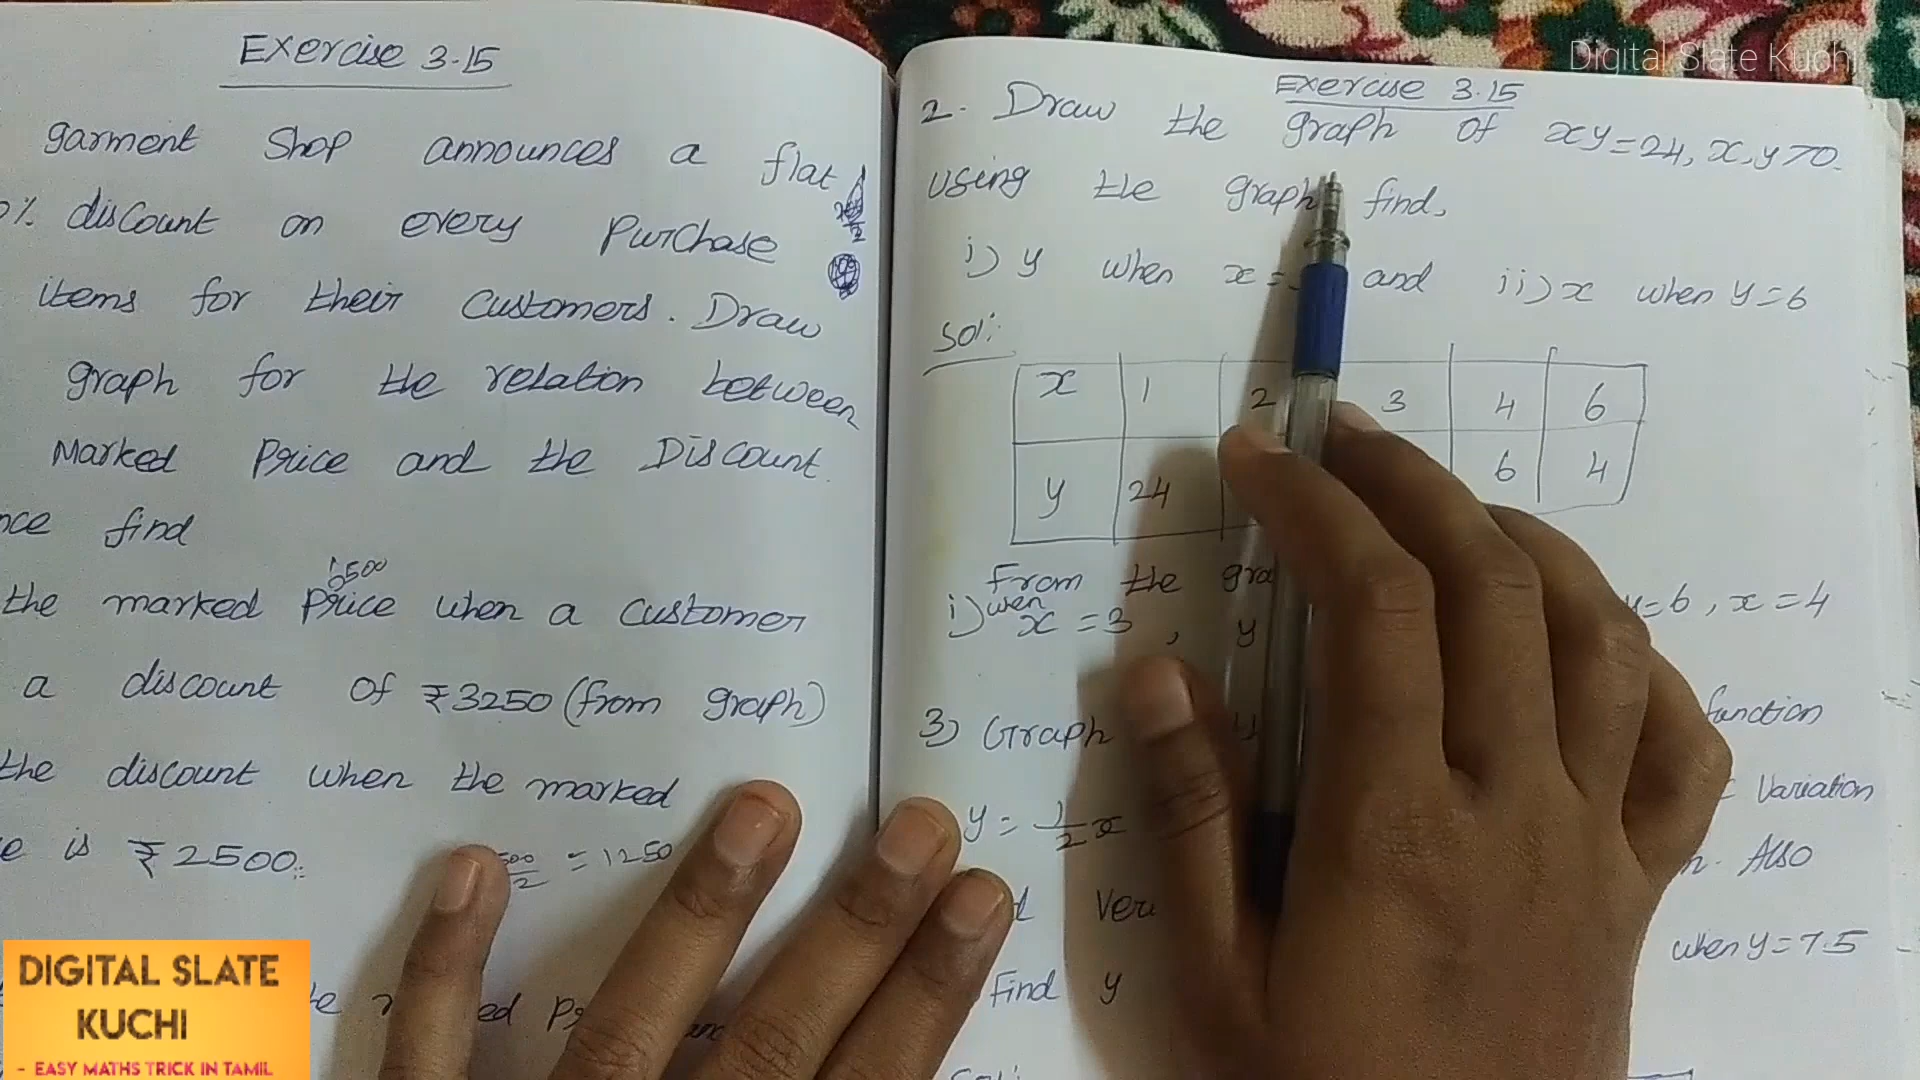 Exercise 3.15
garment Shop announces a flat
% discount on every Purchase
items for their Customers. Draw
graph for the relation between
Marked Price and the Discount.
find
1500
the marked Price when a customer
a discount of ₹3250 (from graph)
the discount when the marked
is ₹2500.
= 1250
Digital Slate Kuchi
Exercise 3.15
2. Draw the graph of xy=24, x,y>0.
using the graph find,
i) y when x= and ii) x when y=6
Sol:
x 1 2 3 4 6
y 24 6 4
From the
i) wen x=3, y y=6, x=4
3) Graph function
y = 1/2 x Variation
Also
when y=7.5
Find y
DIGITAL SLATE
KUCHI
- EASY MATHS TRICK IN TAMIL